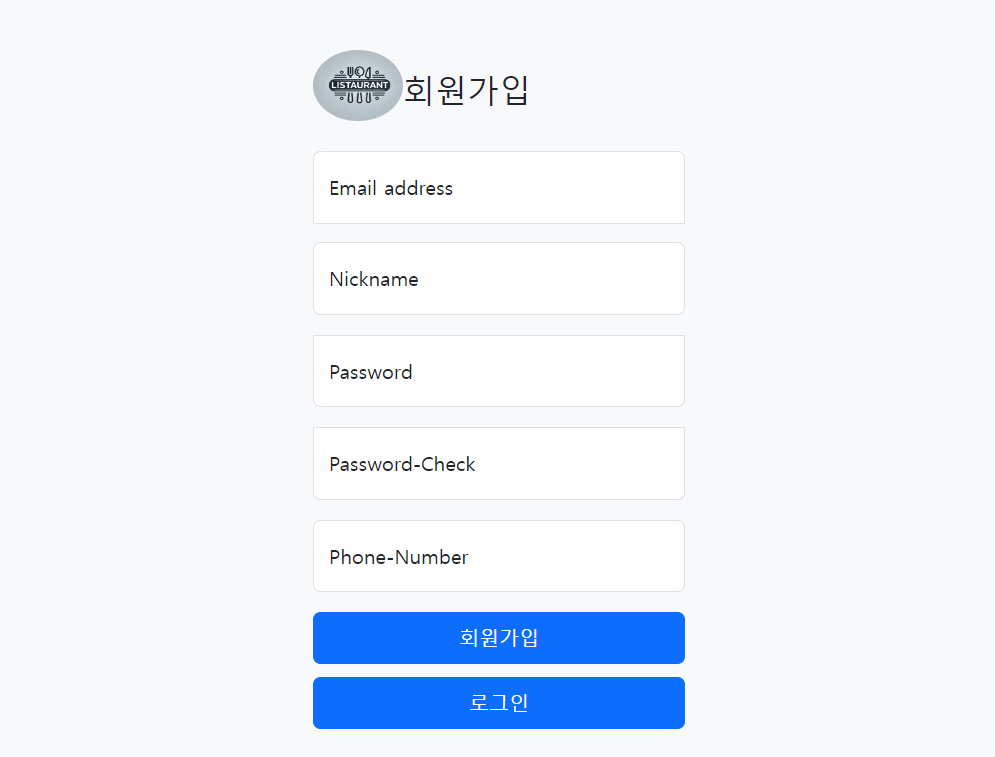 LISTAURANT
회원가입
Email address
Nickname
Password
Password-Check
Phone-Number
회원가입
로그인